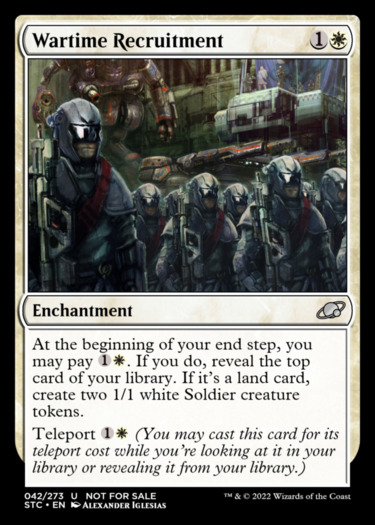 Wartime Recruitment 1
Enchantment
At the beginning of your end step, you
may pay 1. If you do, reveal the top
card of your library. If it's a land card,
create two 1/1 white Soldier creature
tokens.
Teleport 1 (You may cast this card for its
teleport cost while you're looking at it in your
library or revealing it from your library.)
042/273 U NOT FOR SALE
STC • EN Alexander Iglesias ™ & © 2022 Wizards of the Coast